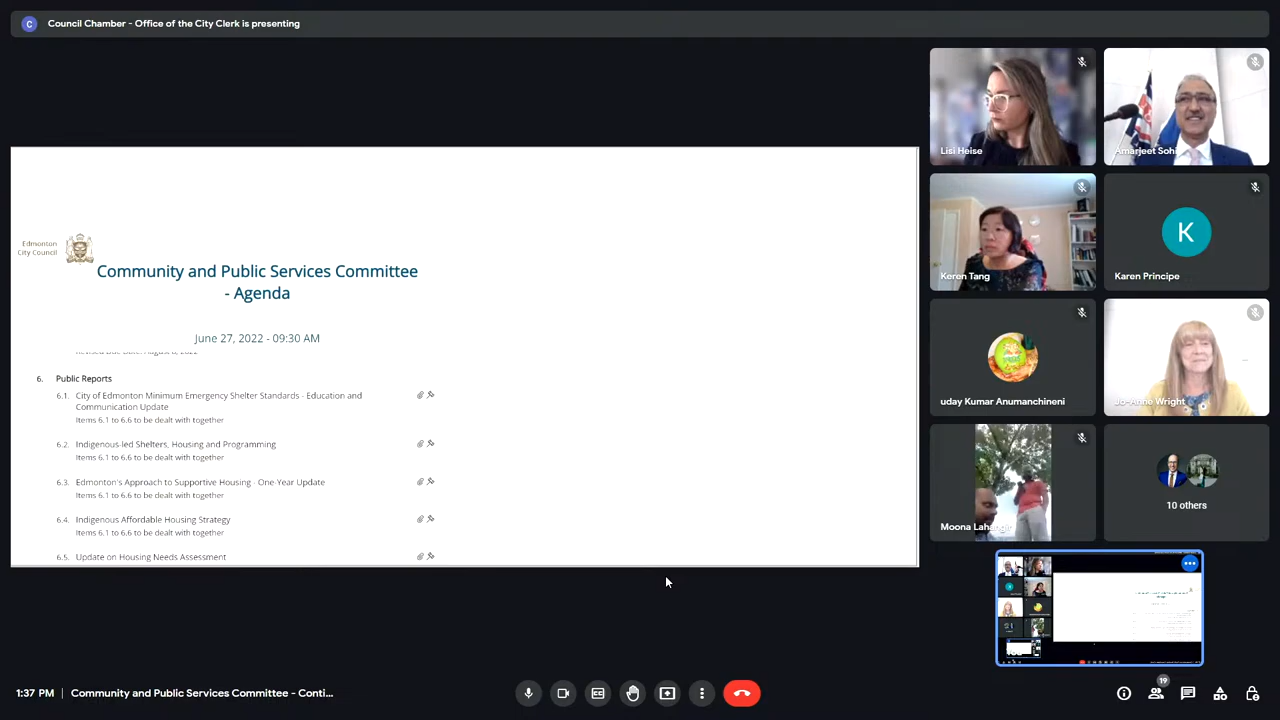 C
Council Chamber - Office of the City Clerk is presenting
Edmonton
City Council
Community and Public Services Committee
- Agenda
June 27, 2022 - 09:30 AM
Revised Due Date: August 8, 2022
6. Public Reports
6.1. City of Edmonton Minimum Emergency Shelter Standards - Education and
Communication Update
Items 6.1 to 6.6 to be dealt with together
6.2. Indigenous-led Shelters, Housing and Programming
Items 6.1 to 6.6 to be dealt with together
6.3. Edmonton's Approach to Supportive Housing - One-Year Update
Items 6.1 to 6.6 to be dealt with together
6.4. Indigenous Affordable Housing Strategy
Items 6.1 to 6.6 to be dealt with together
6.5. Update on Housing Needs Assessment
Lisi Heise
Amarjeet Sohi
Keren Tang
K
Karen Principe
uday Kumar Anumanchineni
Jo-Anne Wright
Moona Lahangir
10 others
1:37 PM | Community and Public Services Committee - Conti...
19